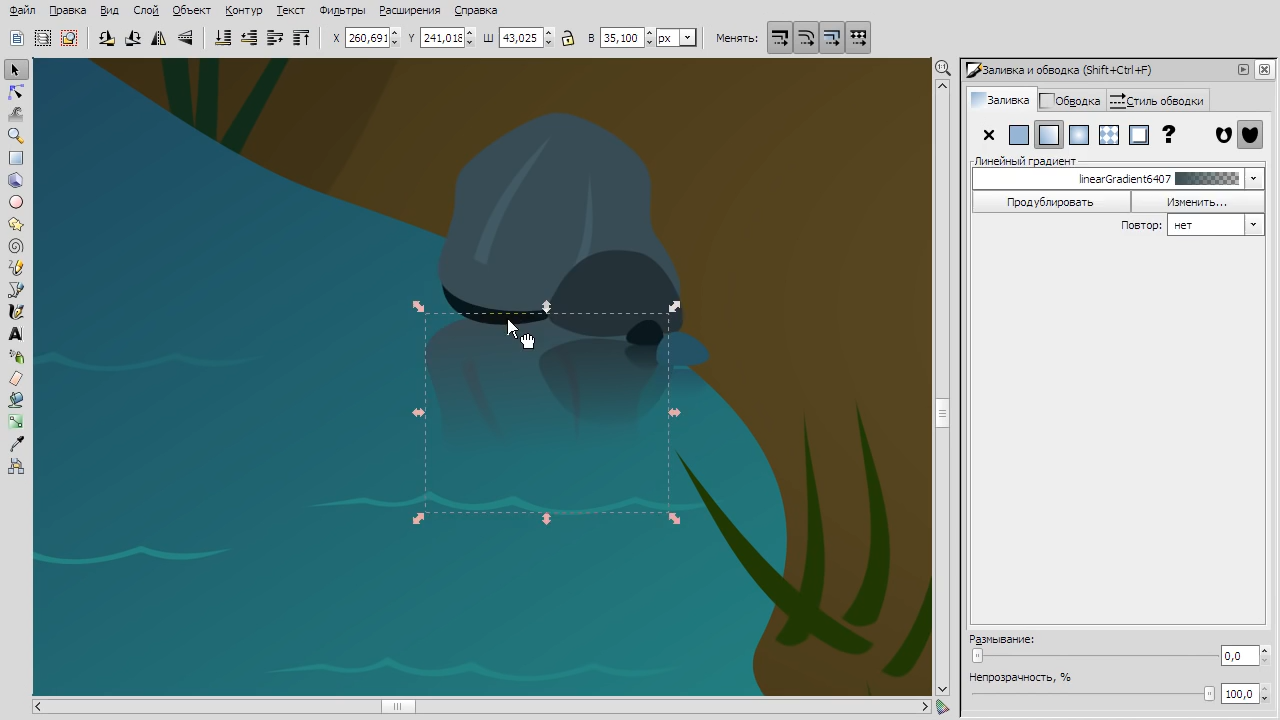 Файл Правка Вид Слой Объект Контур Текст Фильтры Расширения Справка
X 260,691 Y 241,018 Ш 43,025 В 35,100 px Менять:
Заливка и обводка (Shift+Ctrl+F)
Заливка Обводка Стиль обводки
?
Линейный градиент
linearGradient6407
Продублировать Изменить...
Повтор: нет
A
Размывание:
0,0
Непрозрачность, %
100,0